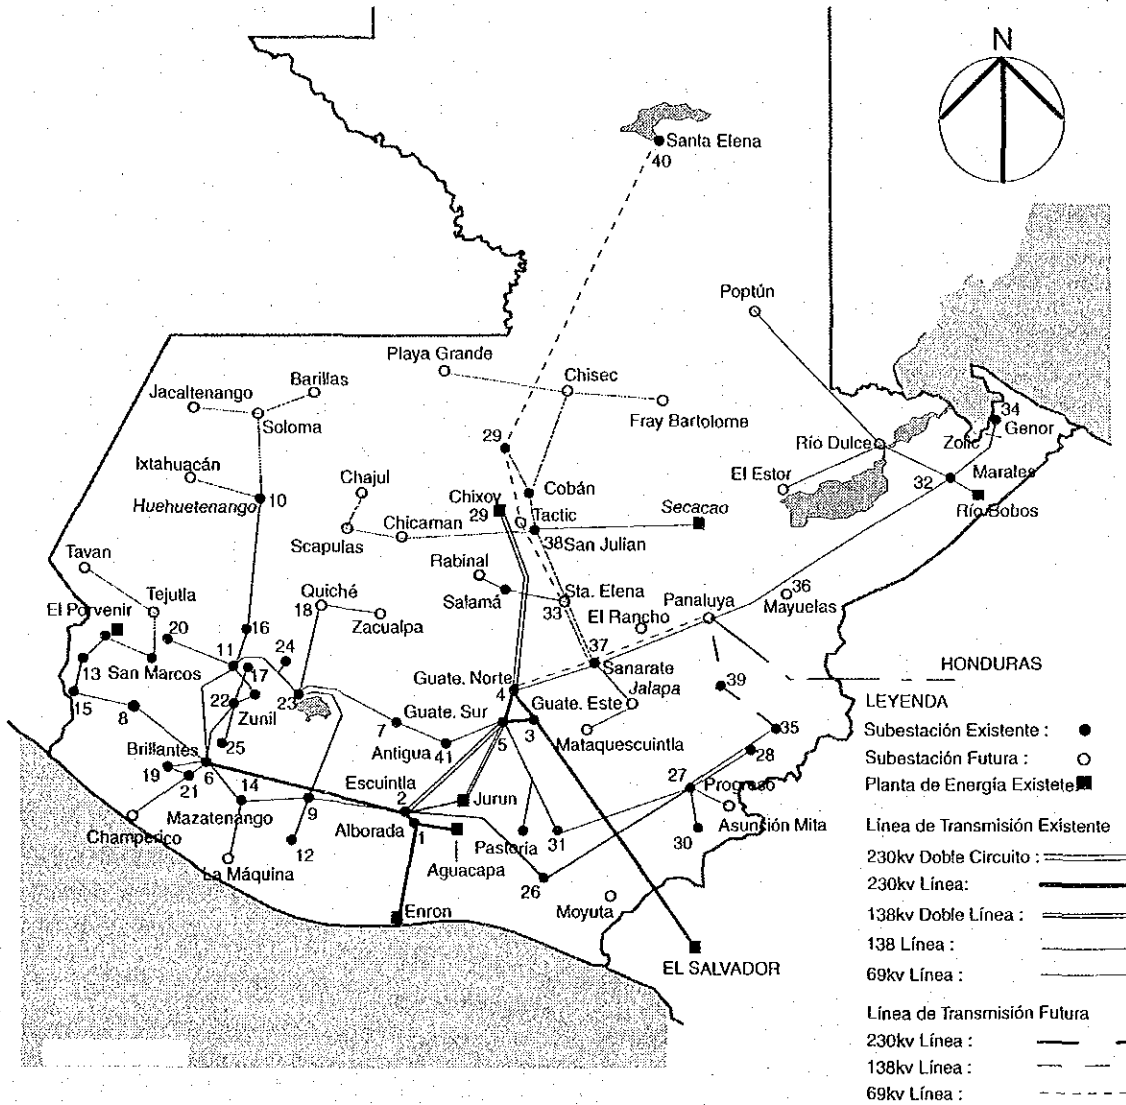 N
Santa Elena
40
Poptún
Playa Grande
Chisec
Barillas
Jacaltenango
Soloma
Fray Bartolome
34
Genor
Zolic
Río Dulce
Marales
32
Río Bobos
El Estor
29
Ixtahuacán
Huehuetenango
10
Chajul
Cobán
Chixoy
29
Secacao
Tactic
Chicaman
Scapulas
38
San Julian
Tavan
Rabinal
Salamá
Sta. Elena
33
36
Mayuelas
Panaluya
El Rancho
Tejutla
El Porvenir
20
16
Quiché
18
Zacualpa
37
Sanarate
Jalapa
11
24
17
13
San Marcos
Guate. Norte
4
39
HONDURAS
15
8
22
Zunil
23
7
Guate. Sur
Guate. Este
5
3
Mataquescuintla
35
LEYENDA
Subestación Existente :
Subestación Futura :
Planta de Energía Existete
25
Antigua
41
28
Brillantes
19
6
21
14
Escuintla
2
27
Progreso
Jurun
9
Mazatenango
Champerico
Alborada
1
Aguacapa
Pastoria
31
30
Asunción Mita
12
La Máquina
26
Moyuta
Enron
EL SALVADOR
Línea de Transmisión Existente
230kv Doble Circuito :
230kv Línea:
138kv Doble Línea :
138 Línea :
69kv Línea :
Línea de Transmisión Futura
230kv Línea :
138kv Línea :
69kv Línea :